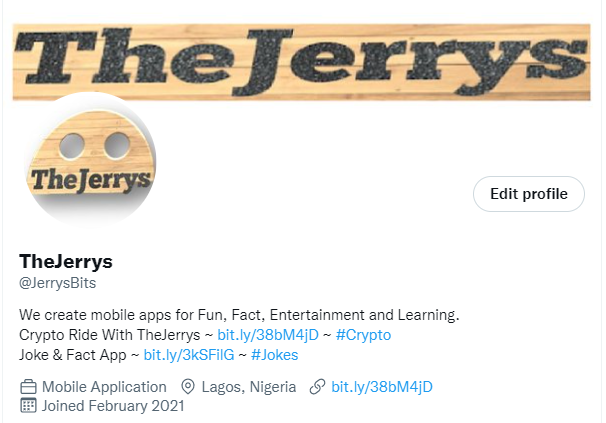 TheJerrys
TheJerrys
Edit profile
TheJerrys
@JerrysBits
We create mobile apps for Fun, Fact, Entertainment and Learning.
Crypto Ride With TheJerrys ~ bit.ly/38bM4jD ~ #Crypto
Joke & Fact App ~ bit.ly/3kSFilG ~ #Jokes
Mobile Application Lagos, Nigeria bit.ly/38bM4jD
Joined February 2021